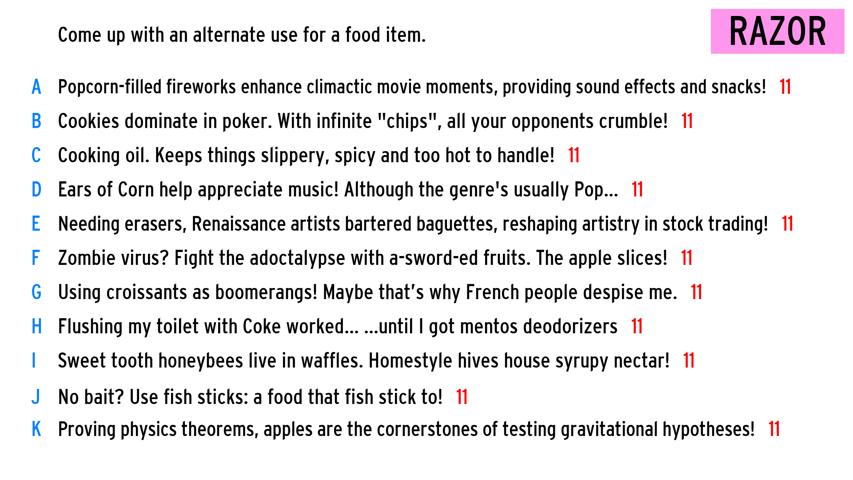 Come up with an alternate use for a food item.
RAZOR
A Popcorn-filled fireworks enhance climactic movie moments, providing sound effects and snacks! 11
B Cookies dominate in poker. With infinite "chips", all your opponents crumble! 11
C Cooking oil. Keeps things slippery, spicy and too hot to handle! 11
D Ears of Corn help appreciate music! Although the genre's usually Pop... 11
E Needing erasers, Renaissance artists bartered baguettes, reshaping artistry in stock trading! 11
F Zombie virus? Fight the adoctalypse with a-sword-ed fruits. The apple slices! 11
G Using croissants as boomerangs! Maybe that’s why French people despise me. 11
H Flushing my toilet with Coke worked... ...until I got mentos deodorizers 11
I Sweet tooth honeybees live in waffles. Homestyle hives house syrupy nectar! 11
J No bait? Use fish sticks: a food that fish stick to! 11
K Proving physics theorems, apples are the cornerstones of testing gravitational hypotheses! 11